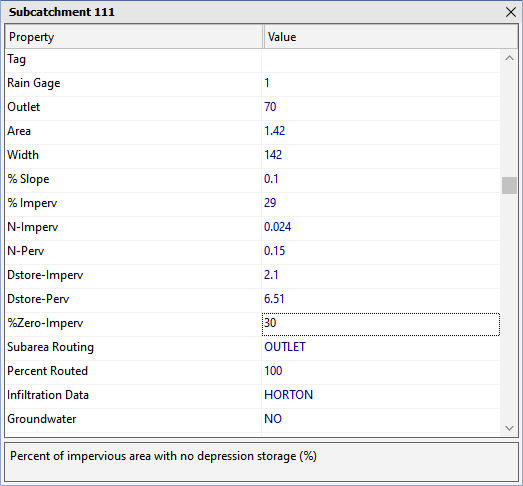 Subcatchment 111
Property Value
Tag
Rain Gage 1
Outlet 70
Area 1.42
Width 142
% Slope 0.1
% Imperv 29
N-Imperv 0.024
N-Perv 0.15
Dstore-Imperv 2.1
Dstore-Perv 6.51
%Zero-Imperv 30
Subarea Routing OUTLET
Percent Routed 100
Infiltration Data HORTON
Groundwater NO
Percent of impervious area with no depression storage (%)